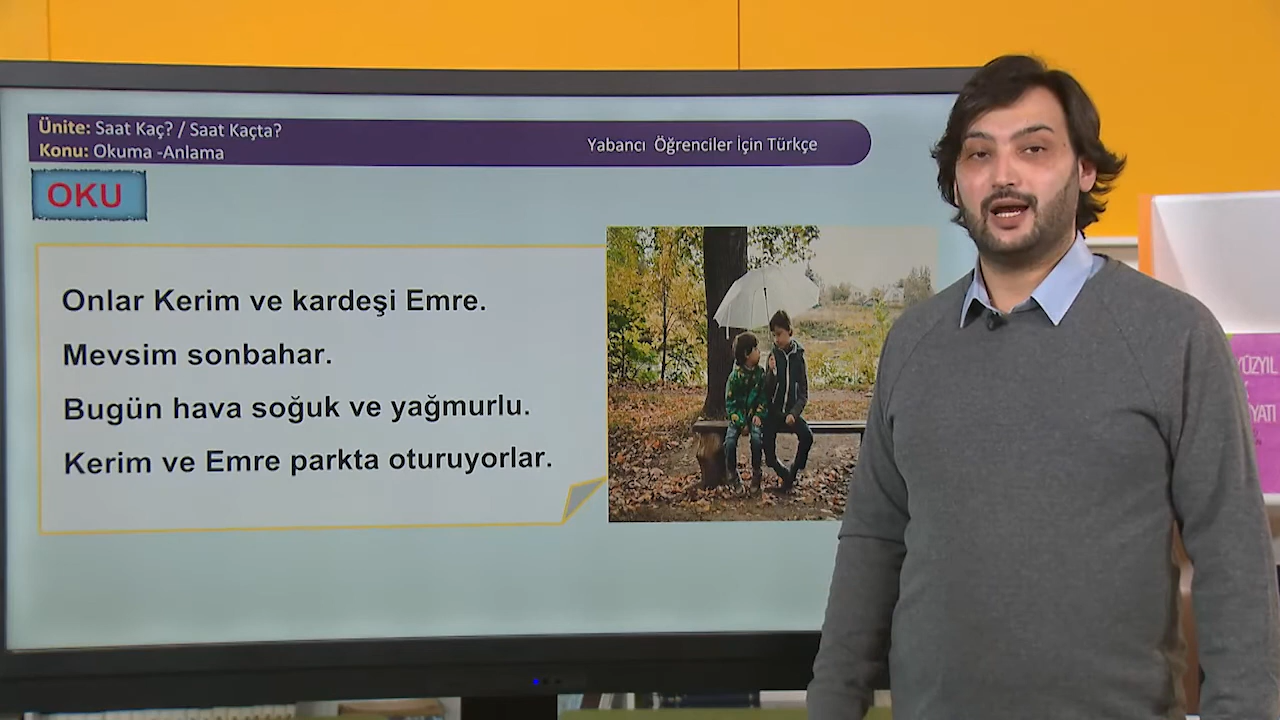 Ünite: Saat Kaç? / Saat Kaçta?
Konu: Okuma -Anlama
Yabancı Öğrenciler İçin Türkçe
OKU
Onlar Kerim ve kardeşi Emre.
Mevsim sonbahar.
Bugün hava soğuk ve yağmurlu.
Kerim ve Emre parkta oturuyorlar.